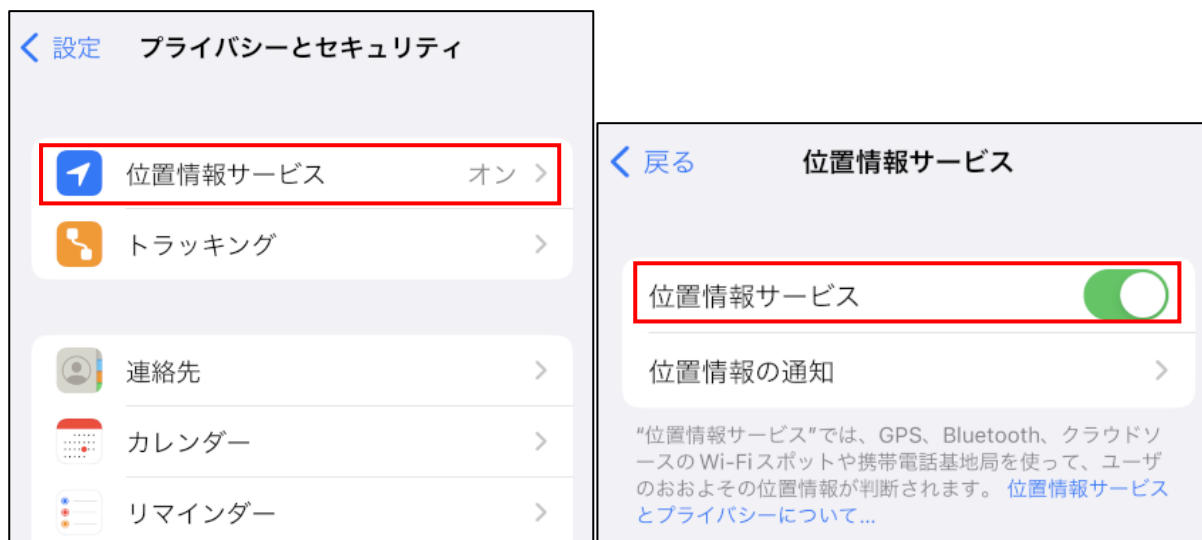 設定 プライバシーとセキュリティ
位置情報サービス オン
トラッキング
連絡先
カレンダー
リマインダー
戻る 位置情報サービス
位置情報サービス
位置情報の通知
“位置情報サービス”では、GPS、Bluetooth、クラウドソ
ースのWi-Fiスポットや携帯電話基地局を使って、ユーザ
のおおよその位置情報が判断されます。 位置情報サービス
とプライバシーについて...